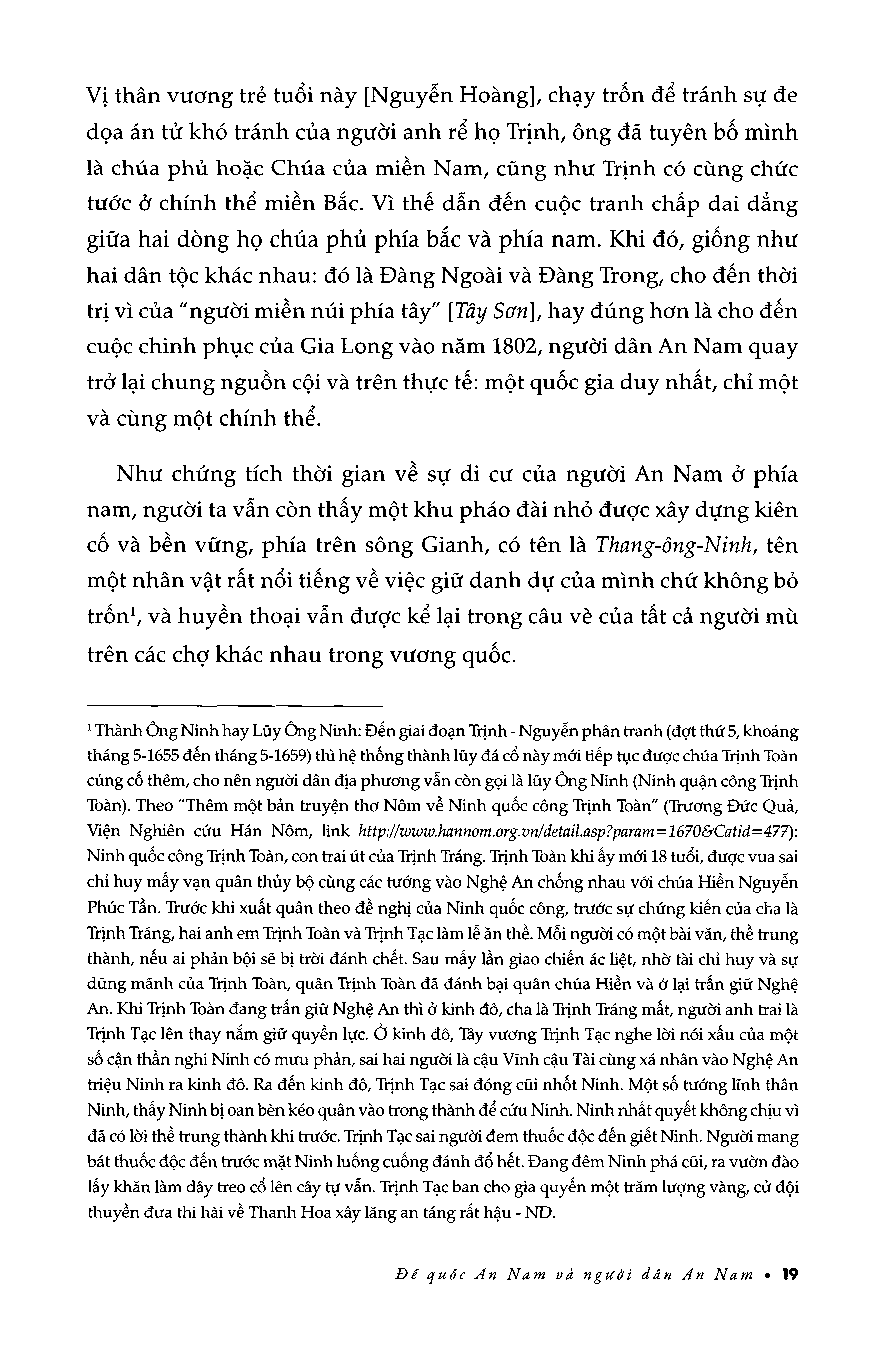 Vị thân vương trẻ tuổi này [Nguyễn Hoàng], chạy trốn để tránh sự đe
dọa án tử khó tránh của người anh rể họ Trịnh, ông đã tuyên bố mình
là chúa phủ hoặc Chúa của miền Nam, cũng như Trịnh có cùng chức
tước ở chính thể miền Bắc. Vì thế dẫn đến cuộc tranh chấp dai dẳng
giữa hai dòng họ chúa phủ phía bắc và phía nam. Khi đó, giống như
hai dân tộc khác nhau: đó là Đàng Ngoài và Đàng Trong, cho đến thời
trị vì của “người miền núi phía tây” [Tây Sơn], hay đúng hơn là cho đến
cuộc chinh phục của Gia Long vào năm 1802, người dân An Nam quay
trở lại chung nguồn cội và trên thực tế: một quốc gia duy nhất, chỉ một
và cùng một chính thể.
Như chứng tích thời gian về sự di cư của người An Nam ở phía
nam, người ta vẫn còn thấy một khu pháo đài nhỏ được xây dựng kiên
cố và bền vững, phía trên sông Gianh, có tên là Thang-ông-Ninh, tên
một nhân vật rất nổi tiếng về việc giữ danh dự của mình chứ không bỏ
trốn¹, và huyền thoại vẫn được kể lại trong câu vè của tất cả người mù
trên các chợ khác nhau trong vương quốc.
¹ Thành Ông Ninh hay Lũy Ông Ninh: Đến giai đoạn Trịnh - Nguyễn phân tranh (đợt thứ 5, khoảng
tháng 5-1655 đến tháng 5-1659) thì hệ thống thành lũy đá cổ này mới tiếp tục được chúa Trịnh Toàn
củng cố thêm, cho nên người dân địa phương vẫn còn gọi là lũy Ông Ninh (Ninh quận công Trịnh
Toàn). Theo “Thêm một bản truyện thơ Nôm về Ninh quốc công Trịnh Toàn” (Trương Đức Quả,
Viện Nghiên cứu Hán Nôm, link http://www.hannom.org.vn/detail.asp?param=1670&Catid=477):
Ninh quốc công Trịnh Toàn, con trai út của Trịnh Tráng. Trịnh Toàn khi ấy mới 18 tuổi, được vua sai
chỉ huy mấy vạn quân thủy bộ cùng các tướng vào Nghệ An chống nhau với chúa Hiền Nguyễn
Phúc Tần. Trước khi xuất quân theo đề nghị của Ninh quốc công, trước sự chứng kiến của cha là
Trịnh Tráng, hai anh em Trịnh Toàn và Trịnh Tạc làm lễ ăn thề. Mỗi người có một bài văn, thề trung
thành, nếu ai phản bội sẽ bị trời đánh chết. Sau mấy lần giao chiến ác liệt, nhờ tài chỉ huy và sự
dũng mãnh của Trịnh Toàn, quân Trịnh Toàn đã đánh bại quân chúa Hiền và ở lại trấn giữ Nghệ
An. Khi Trịnh Toàn đang trấn giữ Nghệ An thì ở kinh đô, cha là Trịnh Tráng mất, người anh trai là
Trịnh Tạc lên thay nắm giữ quyền lực. Ở kinh đô, Tây vương Trịnh Tạc nghe lời nói xấu của một
số cận thần nghi Ninh có mưu phản, sai hai người là cậu Vĩnh cậu Tài cùng xá nhân vào Nghệ An
triệu Ninh ra kinh đô. Ra đến kinh đô, Trịnh Tạc sai đóng cũi nhốt Ninh. Một số tướng lĩnh thân
Ninh, thấy Ninh bị oan bèn kéo quân vào trong thành để cứu Ninh. Ninh nhất quyết không chịu vì
đã có lời thề trung thành khi trước. Trịnh Tạc sai người đem thuốc độc đến giết Ninh. Người mang
bát thuốc độc đến trước mặt Ninh luống cuống đánh đổ hết. Đang đêm Ninh phá cũi, ra vườn đào
lấy khăn làm dây treo cổ lên cây tự vẫn. Trịnh Tạc ban cho gia quyến một trăm lượng vàng, cử đội
thuyền đưa thi hài về Thanh Hoa xây lăng an táng rất hậu - ND.
Đế quốc An Nam và người dân An Nam • 19